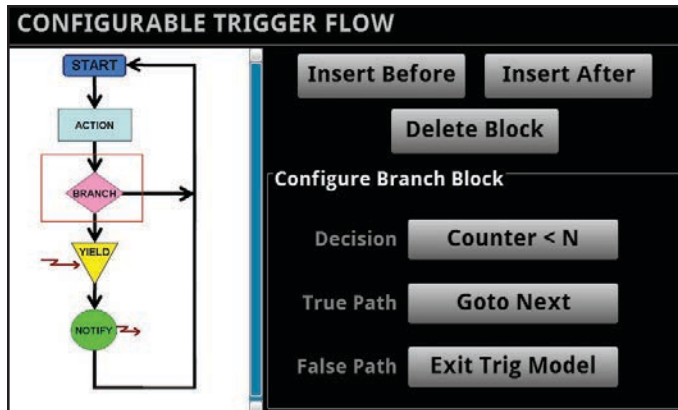 CONFIGURABLE TRIGGER FLOW
START
ACTION
BRANCH
YIELD
NOTIFY
Insert Before
Insert After
Delete Block
Configure Branch Block
Decision
Counter < N
True Path
Goto Next
False Path
Exit Trig Model